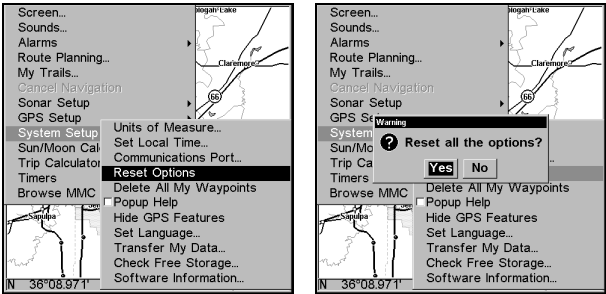 Screen...
Sounds...
Alarms
Route Planning...
My Trails...
Cancel Navigation
Sonar Setup
GPS Setup
System Setup
Sun/Moon Cal
Trip Calculator
Timers
Browse MMC
Units of Measure...
Set Local Time...
Communications Port...
Reset Options
Delete All My Waypoints
Popup Help
Hide GPS Features
Set Language...
Transfer My Data...
Check Free Storage...
Software Information...
Lake
Claremore
66
Sapulpa
N 36°08.971'
Screen...
Sounds...
Alarms
Route Planning...
My Trails...
Cancel Navigation
Sonar Setup
GPS Se
System
Sun/Mo
Trip Ca
Timers
Browse MMC
Warning
Reset all the options?
Yes No
Delete All My Waypoints
Popup Help
Hide GPS Features
Set Language...
Transfer My Data...
Check Free Storage...
Software Information...
Lake
Claremore
66
Sapulpa
N 36°08.971'